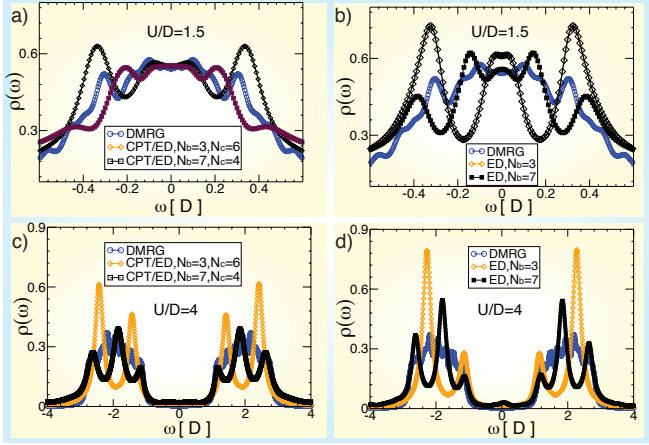 a)
U/D=1.5
ρ(ω)
0.6
0.3
DMRG
CPT/ED,Nb=3,Nc=6
CPT/ED,Nb=7,Nc=4
-0.4 -0.2 0 0.2 0.4
ω [ D ]
b)
U/D=1.5
ρ(ω)
0.6
0.3
DMRG
ED,Nb=3
ED,Nb=7
-0.4 -0.2 0 0.2 0.4
ω [ D ]
c)
0.9
ρ(ω)
0.6
0.3
0
DMRG
CPT/ED,Nb=3,Nc=6
CPT/ED,Nb=7,Nc=4
U/D=4
-4 -2 0 2 4
ω [ D ]
d)
0.9
ρ(ω)
0.6
0.3
0
DMRG
ED,Nb=3
ED,Nb=7
U/D=4
-4 -2 0 2 4
ω [ D ]